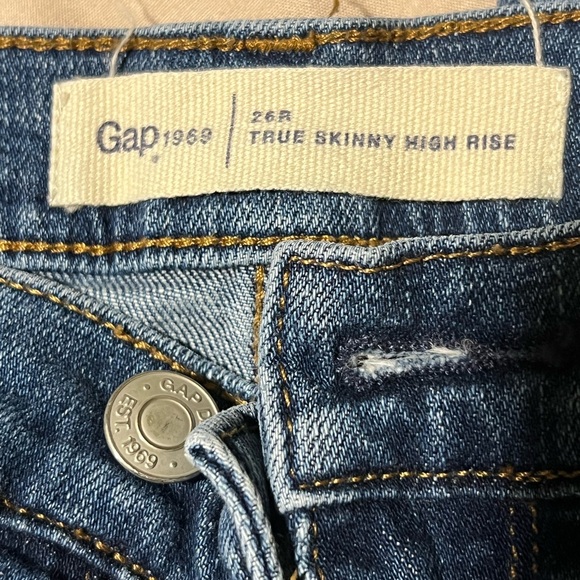 Gap 1969
26R
TRUE SKINNY HIGH RISE
GAP D
EST. 1969